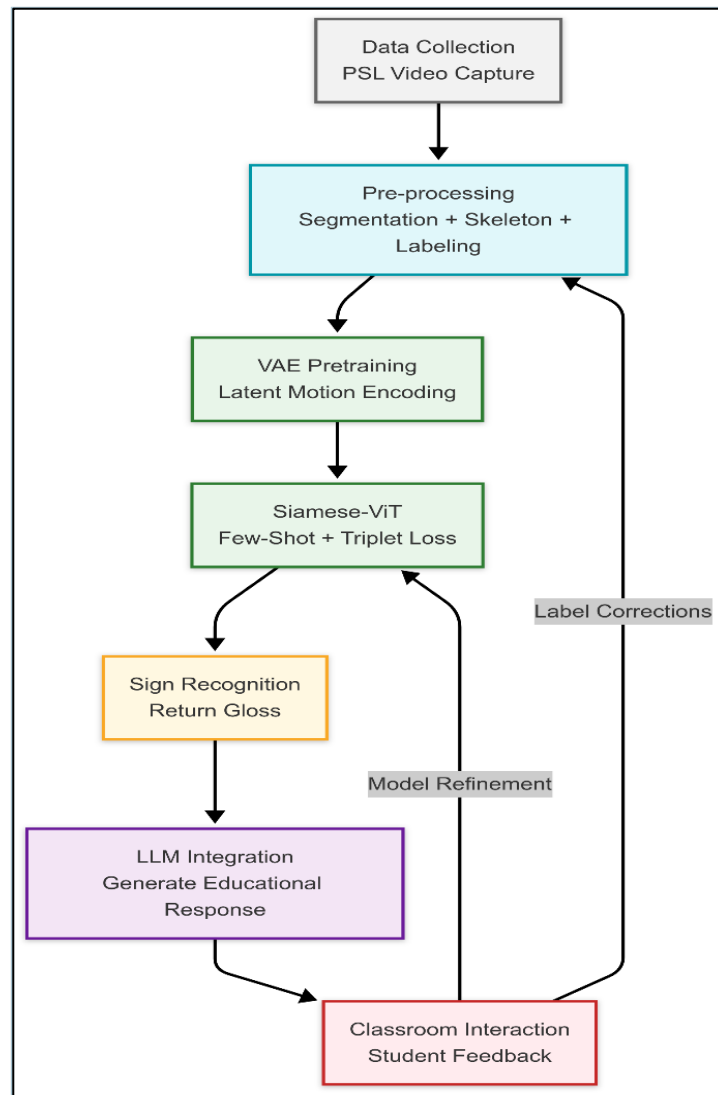 Data Collection
PSL Video Capture
Pre-processing
Segmentation + Skeleton +
Labeling
VAE Pretraining
Latent Motion Encoding
Siamese-ViT
Few-Shot + Triplet Loss
Label Corrections
Sign Recognition
Return Gloss
Model Refinement
LLM Integration
Generate Educational
Response
Classroom Interaction
Student Feedback